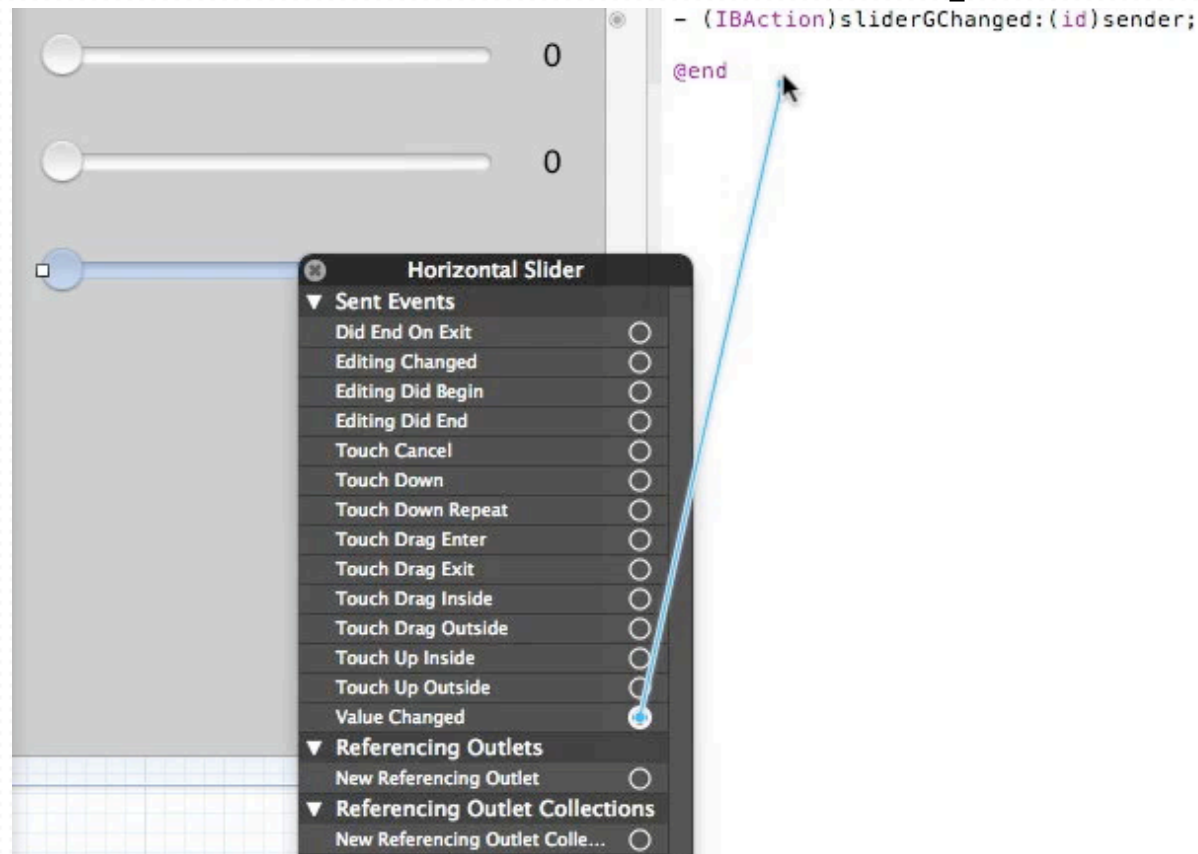 - (IBAction)sliderGChanged:(id)sender;
0
@end
0
Horizontal Slider
Sent Events
Did End On Exit
Editing Changed
Editing Did Begin
Editing Did End
Touch Cancel
Touch Down
Touch Down Repeat
Touch Drag Enter
Touch Drag Exit
Touch Drag Inside
Touch Drag Outside
Touch Up Inside
Touch Up Outside
Value Changed
Referencing Outlets
New Referencing Outlet
Referencing Outlet Collections
New Referencing Outlet Colle...